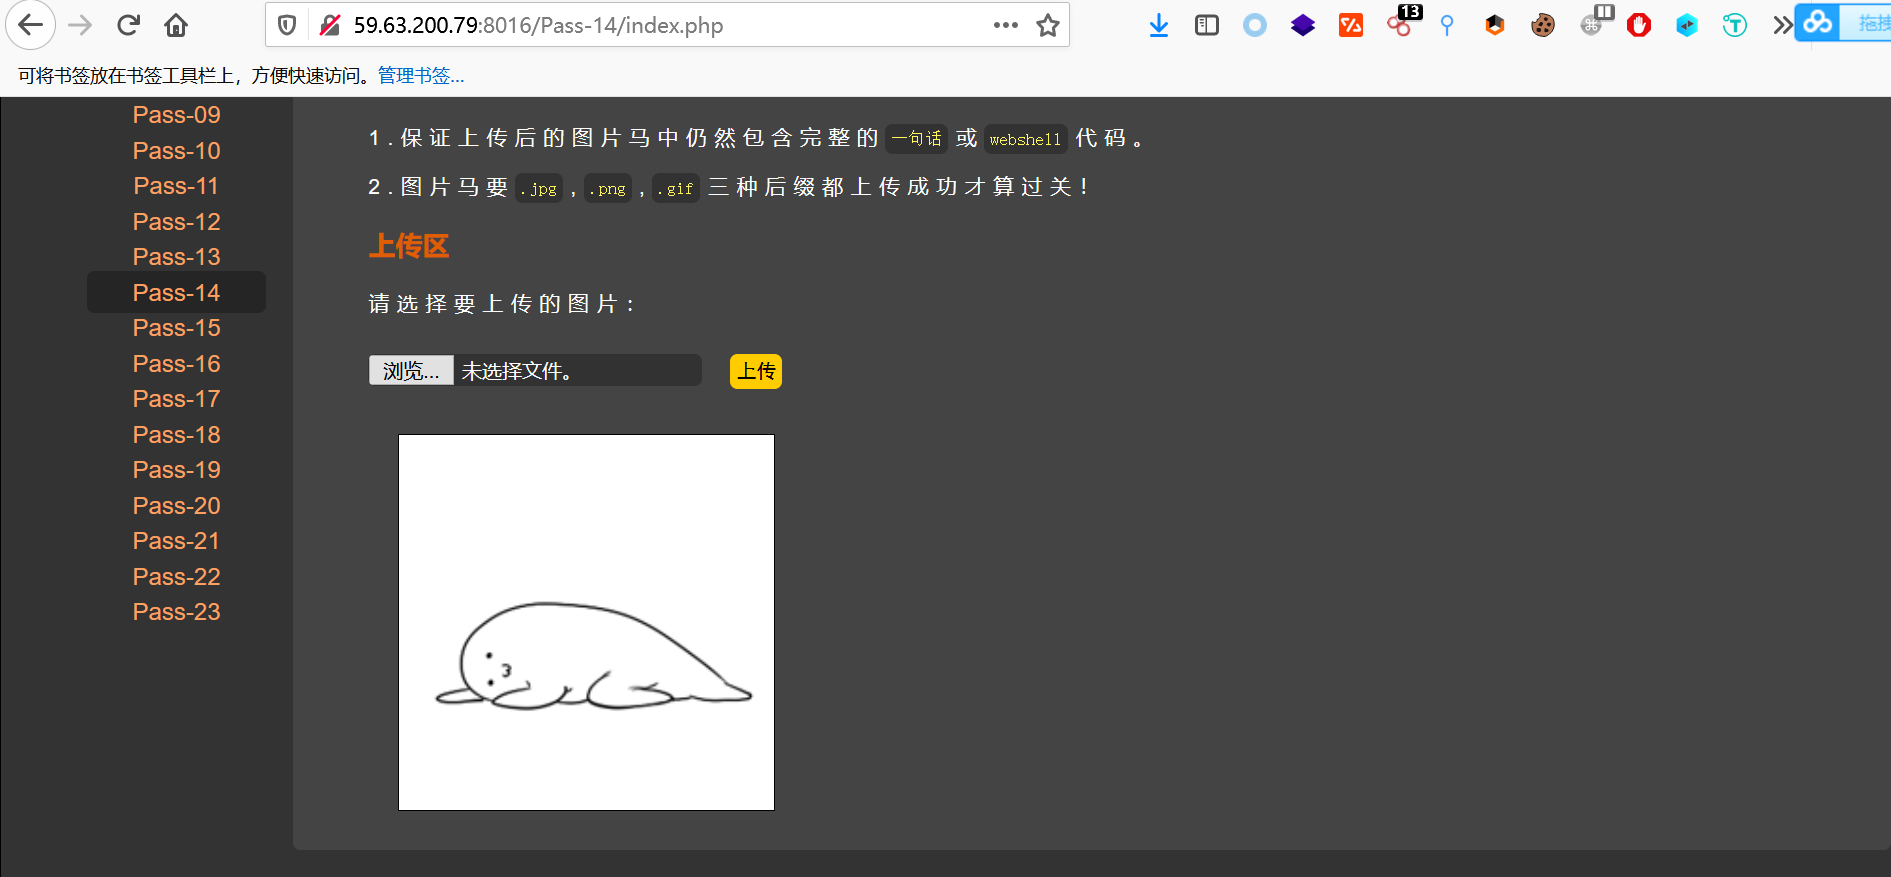 59.63.200.79:8016/Pass-14/index.php
13
拖拽
可将书签放在书签工具栏上，方便快速访问。管理书签...
Pass-09
Pass-10
Pass-11
Pass-12
Pass-13
Pass-14
Pass-15
Pass-16
Pass-17
Pass-18
Pass-19
Pass-20
Pass-21
Pass-22
Pass-23
1.保证上传后的图片马中仍然包含完整的 一句话 或 webshell 代码。
2.图片马要 .jpg , .png , .gif 三种后缀都上传成功才算过关!
上传区
请选择要上传的图片:
浏览... 未选择文件。 上传